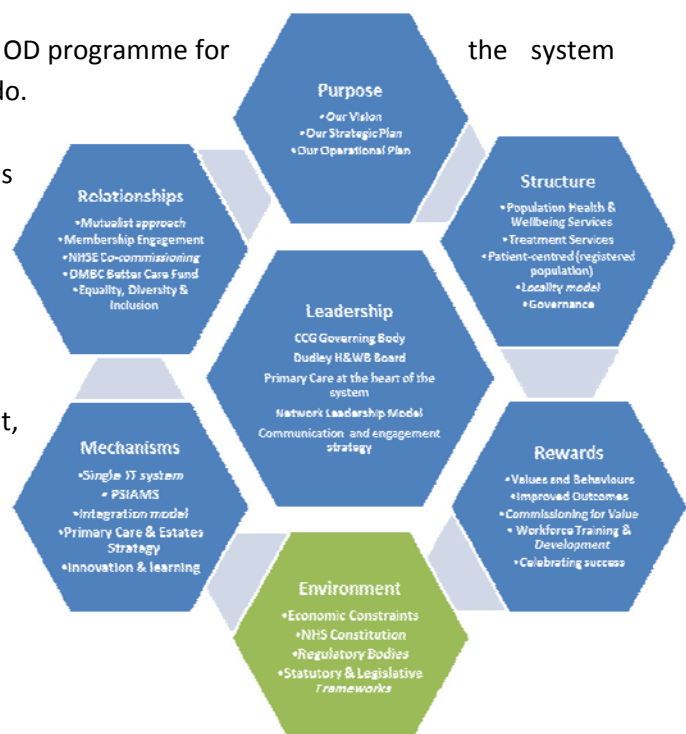 OD programme for the system
do.
s
t,
Purpose
•Our Vision
•Our Strategic Plan
•Our Operational Plan
Relationships
•Mutualist approach
•Membership Engagement
•NHSE Co-commissioning
•DMBC Better Care Fund
•Equality, Diversity &
Inclusion
Structure
•Population Health &
Wellbeing Services
•Treatment Services
•Patient-centred (registered
population)
•Locality model
•Governance
Leadership
CCG Governing Body
Dudley H&WB Board
Primary Care at the heart of the
system
Network Leadership Model
Communication and engagement
strategy
Mechanisms
•Single IT system
• PSIAMS
•Integration model
•Primary Care & Estates
Strategy
•Innovation & learning
Rewards
•Values and Behaviours
•Improved Outcomes
•Commissioning for Value
• Workforce Training &
Development
•Celebrating success
Environment
•Economic Constraints
•NHS Constitution
•Regulatory Bodies
•Statutory & Legislative
Frameworks